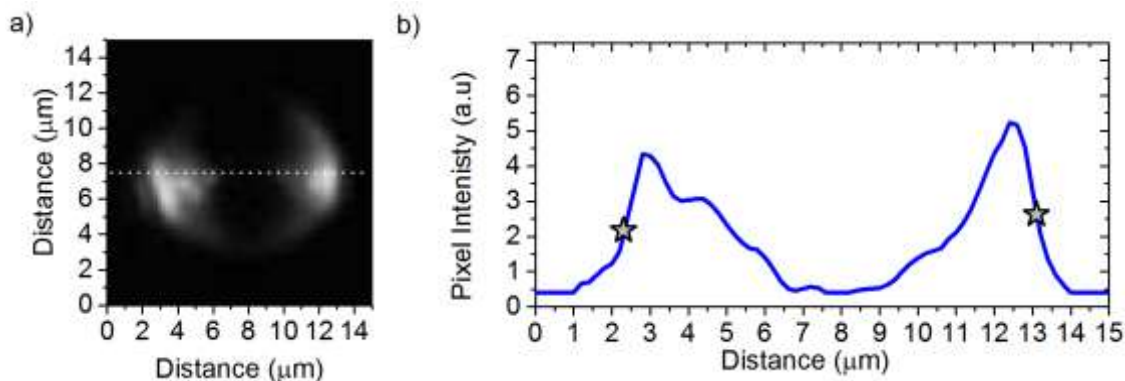 a)
14
12
10
8
6
4
2
0
Distance (μm)
0 2 4 6 8 10 12 14
Distance (μm)
b)
7
6
5
4
3
2
1
0
Pixel Intenisty (a.u)
0 1 2 3 4 5 6 7 8 9 10 11 12 13 14 15
Distance (μm)